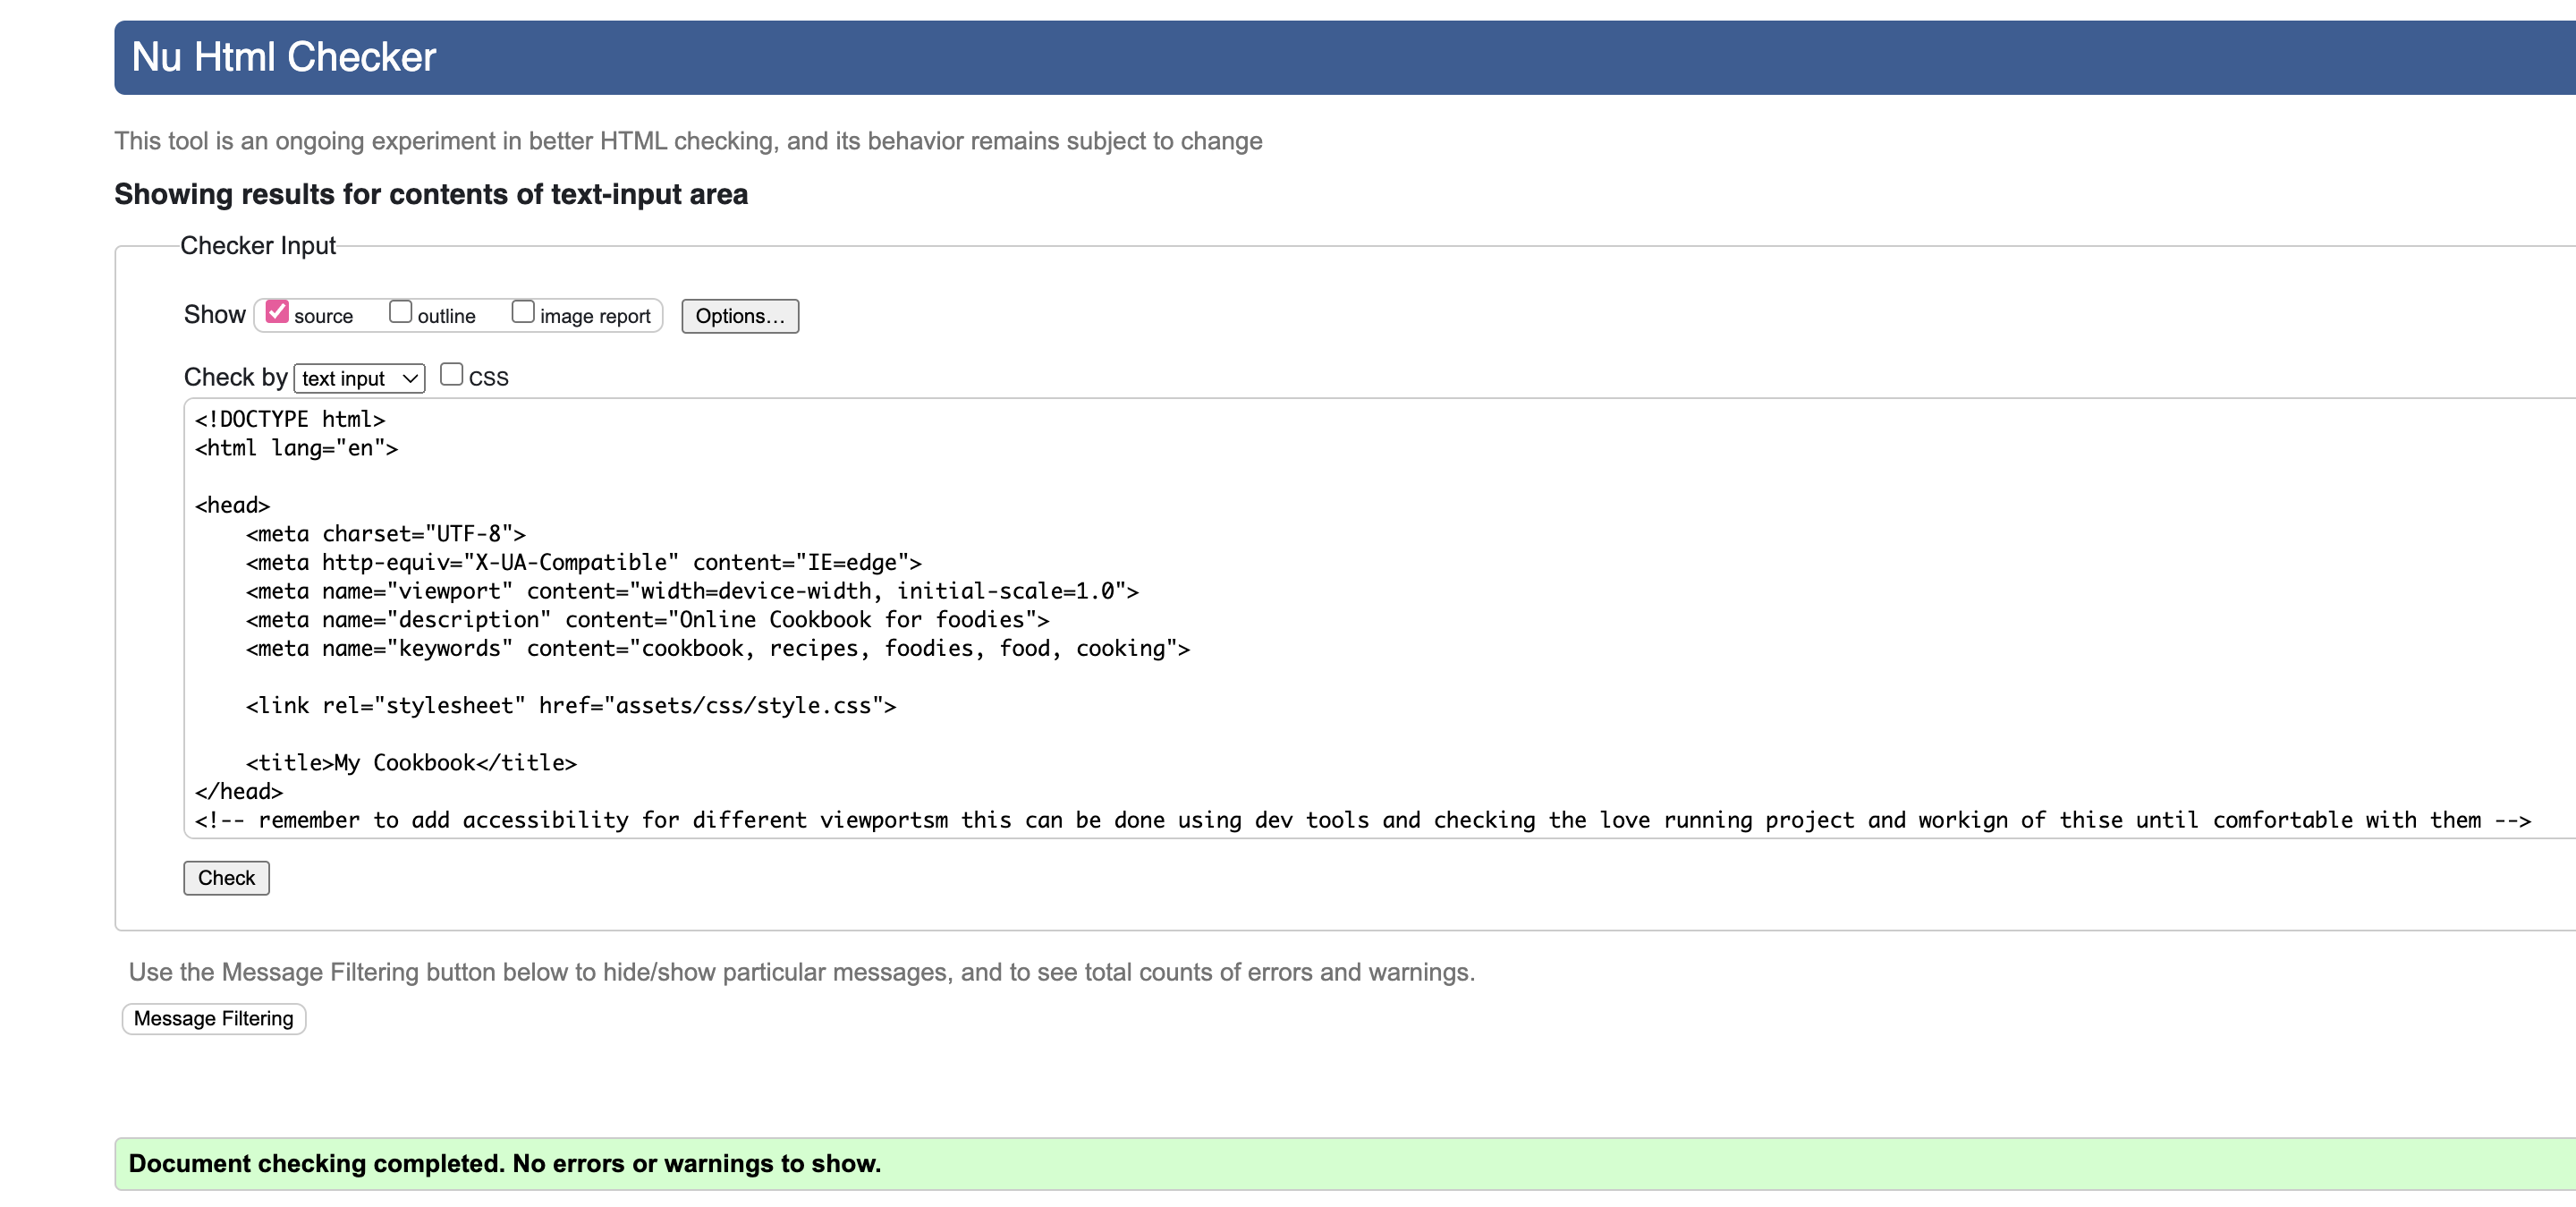 Nu Html Checker
This tool is an ongoing experiment in better HTML checking, and its behavior remains subject to change
Showing results for contents of text-input area
Checker Input
Show source outline image report Options...
Check by text input CSS
<!DOCTYPE html>
<html lang="en">
<head>
    <meta charset="UTF-8">
    <meta http-equiv="X-UA-Compatible" content="IE=edge">
    <meta name="viewport" content="width=device-width, initial-scale=1.0">
    <meta name="description" content="Online Cookbook for foodies">
    <meta name="keywords" content="cookbook, recipes, foodies, food, cooking">
    <link rel="stylesheet" href="assets/css/style.css">
    <title>My Cookbook</title>
</head>
<!-- remember to add accessibility for different viewportsm this can be done using dev tools and checking the love running project and workign of thise until comfortable with them -->
Check
Use the Message Filtering button below to hide/show particular messages, and to see total counts of errors and warnings.
Message Filtering
Document checking completed. No errors or warnings to show.